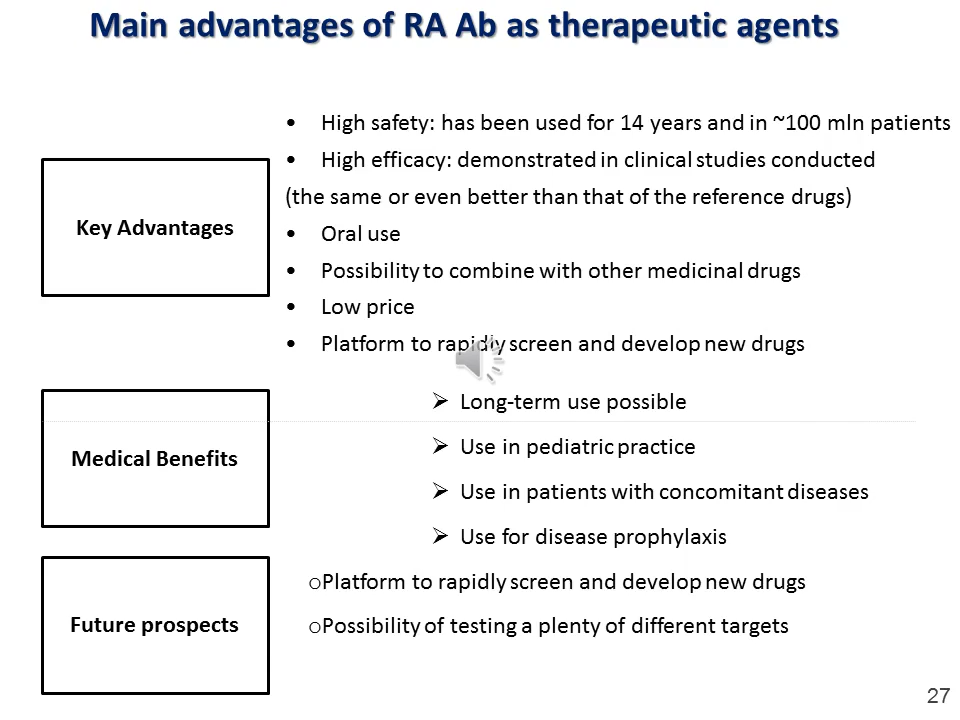 Main advantages of RA Ab as therapeutic agents
Key Advantages
• High safety: has been used for 14 years and in ~100 mln patients
• High efficacy: demonstrated in clinical studies conducted
(the same or even better than that of the reference drugs)
• Oral use
• Possibility to combine with other medicinal drugs
• Low price
• Platform to rapidly screen and develop new drugs
Medical Benefits
➢ Long-term use possible
➢ Use in pediatric practice
➢ Use in patients with concomitant diseases
➢ Use for disease prophylaxis
Future prospects
oPlatform to rapidly screen and develop new drugs
oPossibility of testing a plenty of different targets
27